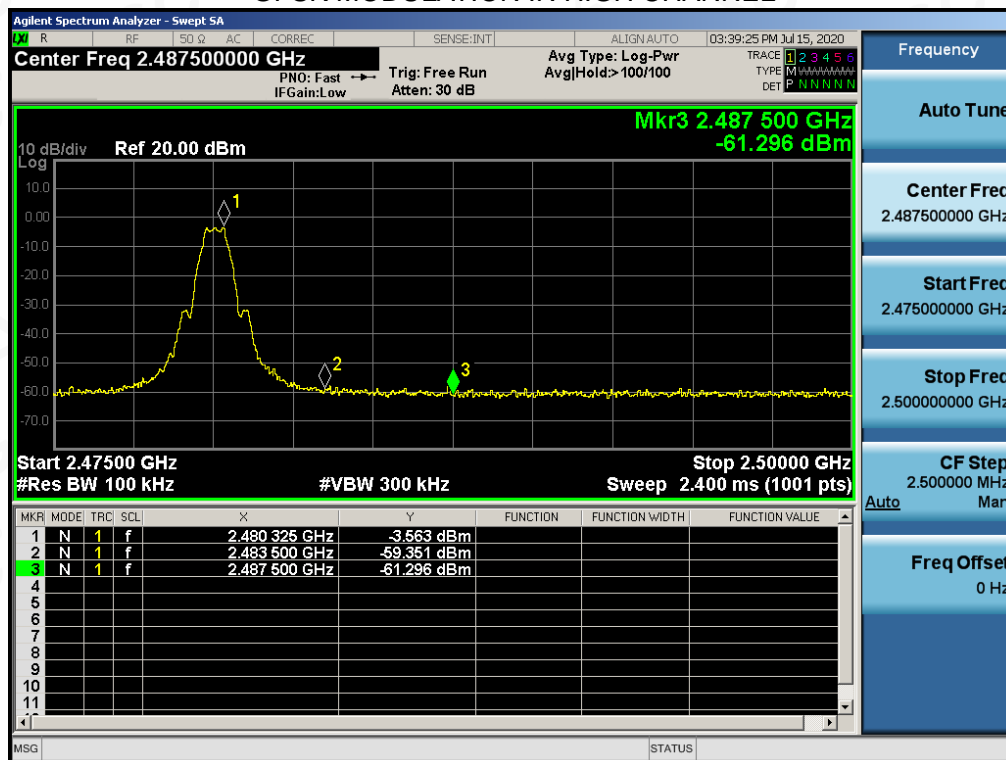 Agilent Spectrum Analyzer - Swept SA
LXI R RF 50 Ω AC CORREC SENSE:INT ALIGN AUTO 03:39:25 PM Jul 15, 2020
Center Freq 2.487500000 GHz
PNO: Fast
IFGain:Low
Trig: Free Run
Atten: 30 dB
Avg Type: Log-Pwr
Avg|Hold:>100/100
TRACE 1 2 3 4 5 6
TYPE M
DET P N N N N N
Mkr3 2.487 500 GHz
-61.296 dBm
10 dB/div Ref 20.00 dBm
Log
10.0
0.00
-10.0
-20.0
-30.0
-40.0
-50.0
-60.0
-70.0
1
2
3
Start 2.47500 GHz Stop 2.50000 GHz
#Res BW 100 kHz #VBW 300 kHz Sweep 2.400 ms (1001 pts)
MKR MODE TRC SCL X Y FUNCTION FUNCTION WIDTH FUNCTION VALUE
1 N 1 f 2.480 325 GHz -3.563 dBm
2 N 1 f 2.483 500 GHz -59.351 dBm
3 N 1 f 2.487 500 GHz -61.296 dBm
4
5
6
7
8
9
10
11
MSG STATUS
Frequency
Auto Tune
Center Freq
2.487500000 GHz
Start Freq
2.475000000 GHz
Stop Freq
2.500000000 GHz
CF Step
2.500000 MHz
Auto Man
Freq Offset
0 Hz